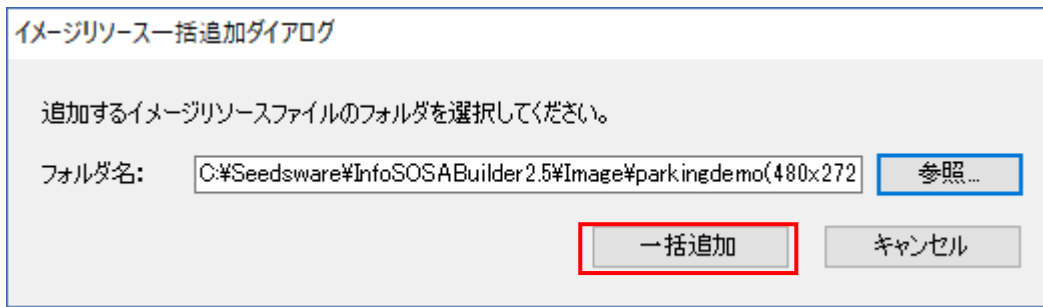 イメージリソース一括追加ダイアログ
追加するイメージリソースファイルのフォルダを選択してください。
フォルダ名: C:¥Seedsware¥InfoSOSABuilder2.5¥Image¥parkingdemo(480x272 参照...
一括追加 キャンセル